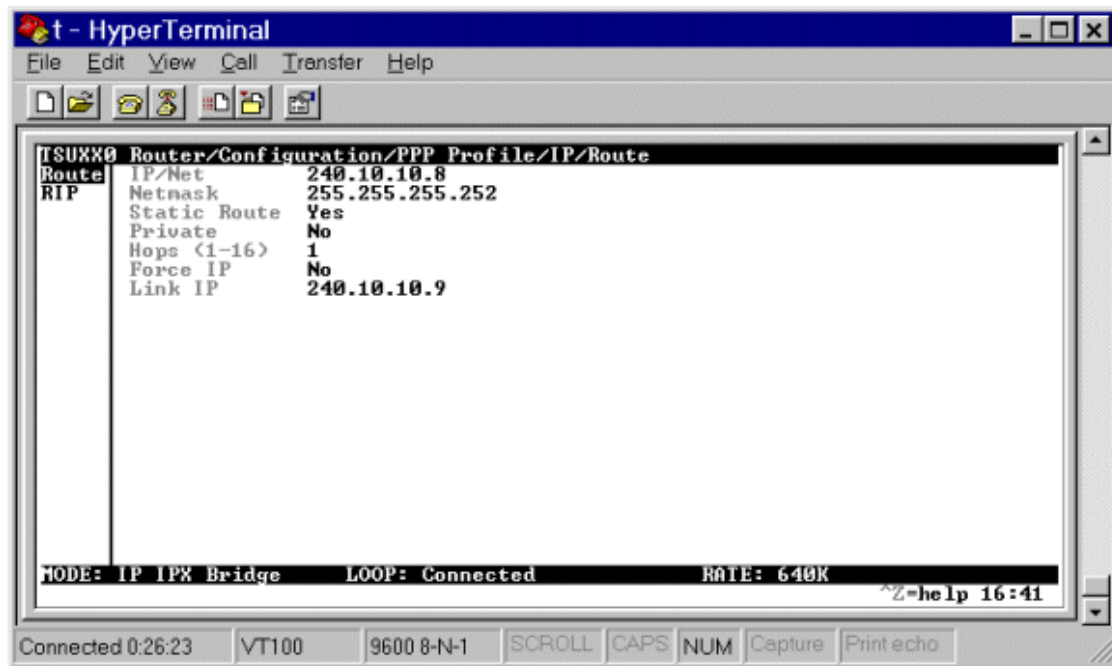 t - HyperTerminal
File Edit View Call Transfer Help
TSUXX0 Router/Configuration/PPP Profile/IP/Route
Route IP/Net 240.10.10.8
RIP Netmask 255.255.255.252
Static Route Yes
Private No
Hops (1-16) 1
Force IP No
Link IP 240.10.10.9
MODE: IP IPX Bridge LOOP: Connected RATE: 640K
^Z=help 16:41
Connected 0:26:23 VT100 9600 8-N-1 SCROLL CAPS NUM Capture Print echo